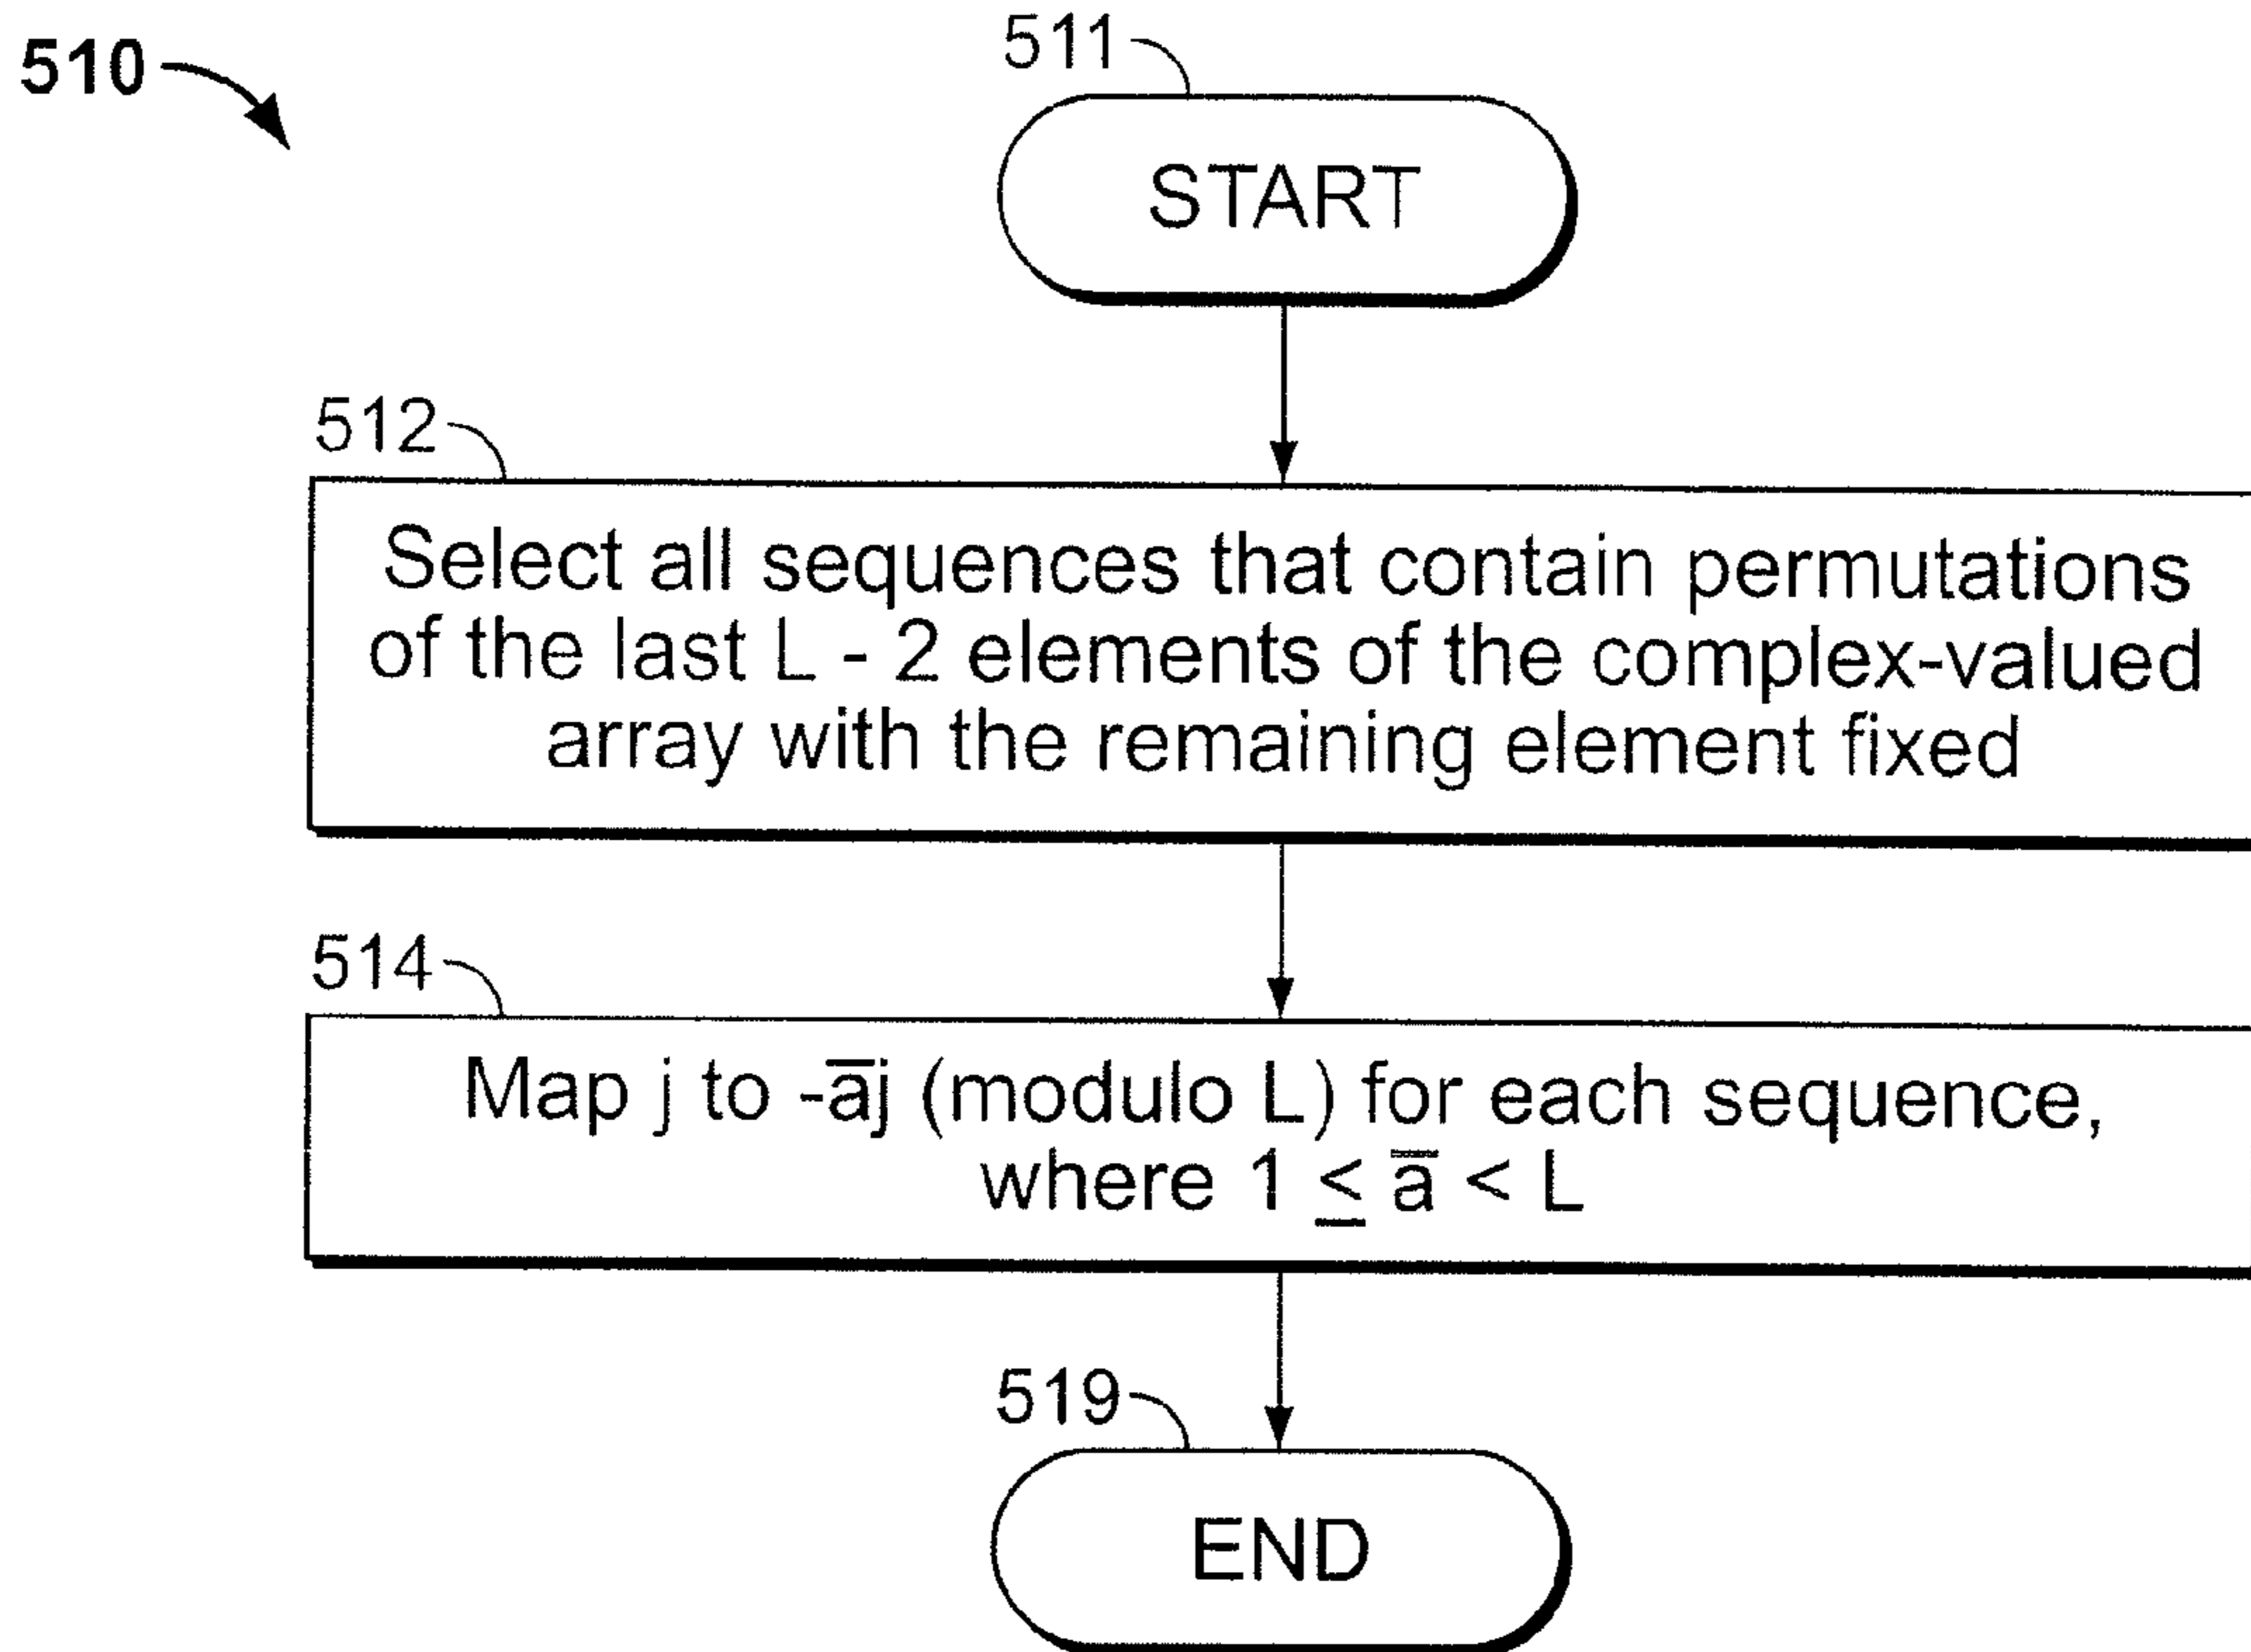 510
511
START
512
Select all sequences that contain permutations
of the last L - 2 elements of the complex-valued
array with the remaining element fixed
514
Map j to -a̅j (modulo L) for each sequence,
where 1 ≤ a̅ < L
519
END